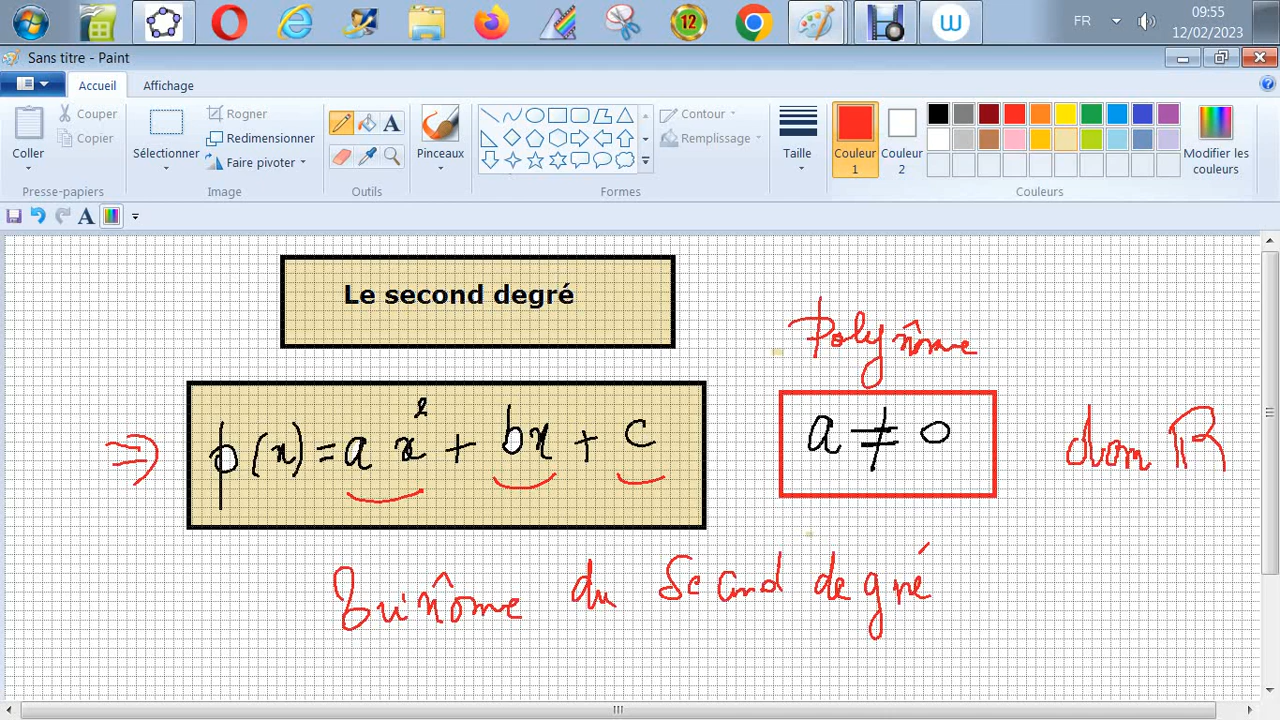 12
W
FR
09:55
12/02/2023
Sans titre - Paint
Accueil
Affichage
Coller
Couper
Copier
Presse-papiers
Sélectionner
Rogner
Redimensionner
Faire pivoter
Image
A
Outils
Pinceaux
Formes
Contour
Remplissage
Taille
Couleur 1
Couleur 2
Modifier les couleurs
Couleurs
A
Le second degré
Polynôme
p(x) = a x² + bx + c
a ≠ 0
dom ℝ
Trinôme du second degré